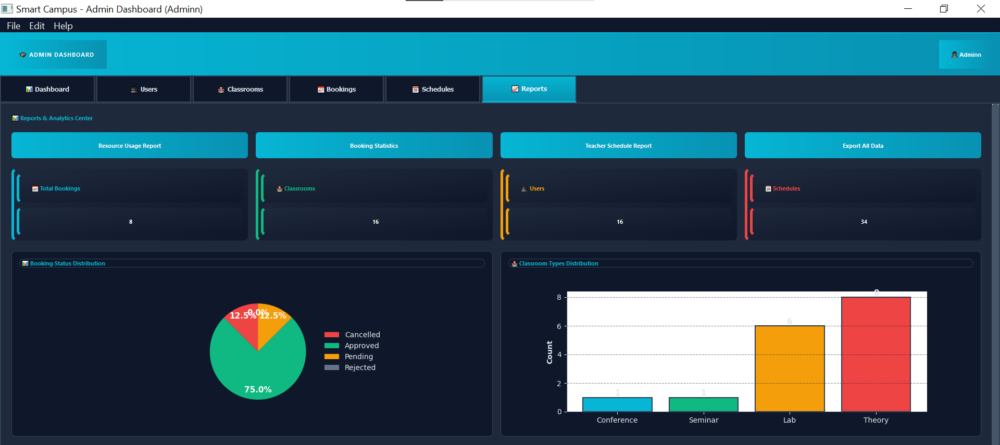 Smart Campus - Admin Dashboard (Adminn)
File Edit Help
ADMIN DASHBOARD
Adminn
Dashboard
Users
Classrooms
Bookings
Schedules
Reports
Reports & Analytics Center
Resource Usage Report
Booking Statistics
Teacher Schedule Report
Export All Data
Total Bookings
8
Classrooms
16
Users
16
Schedules
34
Booking Status Distribution
12.5%
0.0%
12.5%
75.0%
Cancelled
Approved
Pending
Rejected
Classroom Types Distribution
Count
8
6
4
2
0
1
1
6
8
Conference
Seminar
Lab
Theory